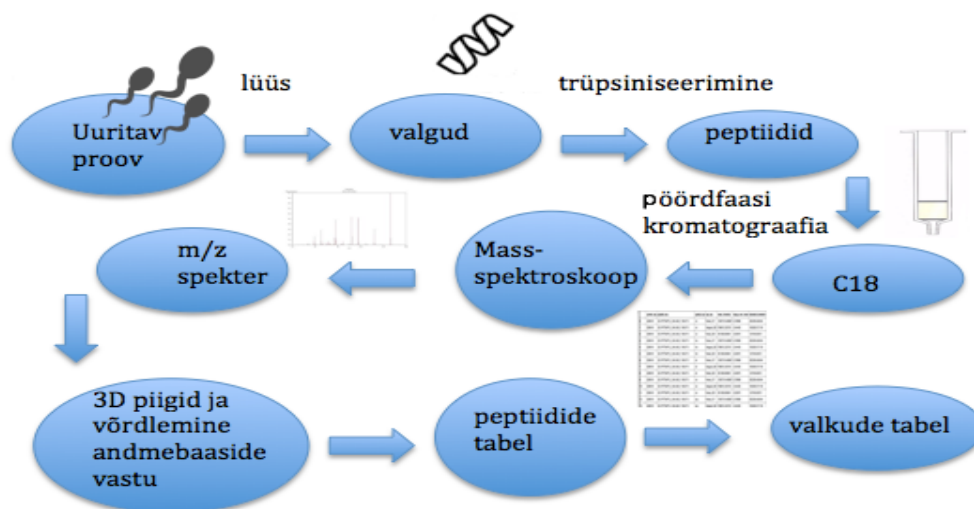 lüüs
trüpsiniseerimine
Uuritav
proov
valgud
peptiidid
pöördfaasi
kromatograafia
m/z
spekter
Mass-
spektroskoop
C18
3D piigid ja
võrdlemine
andmebaaside
vastu
peptiidide
tabel
valkude tabel